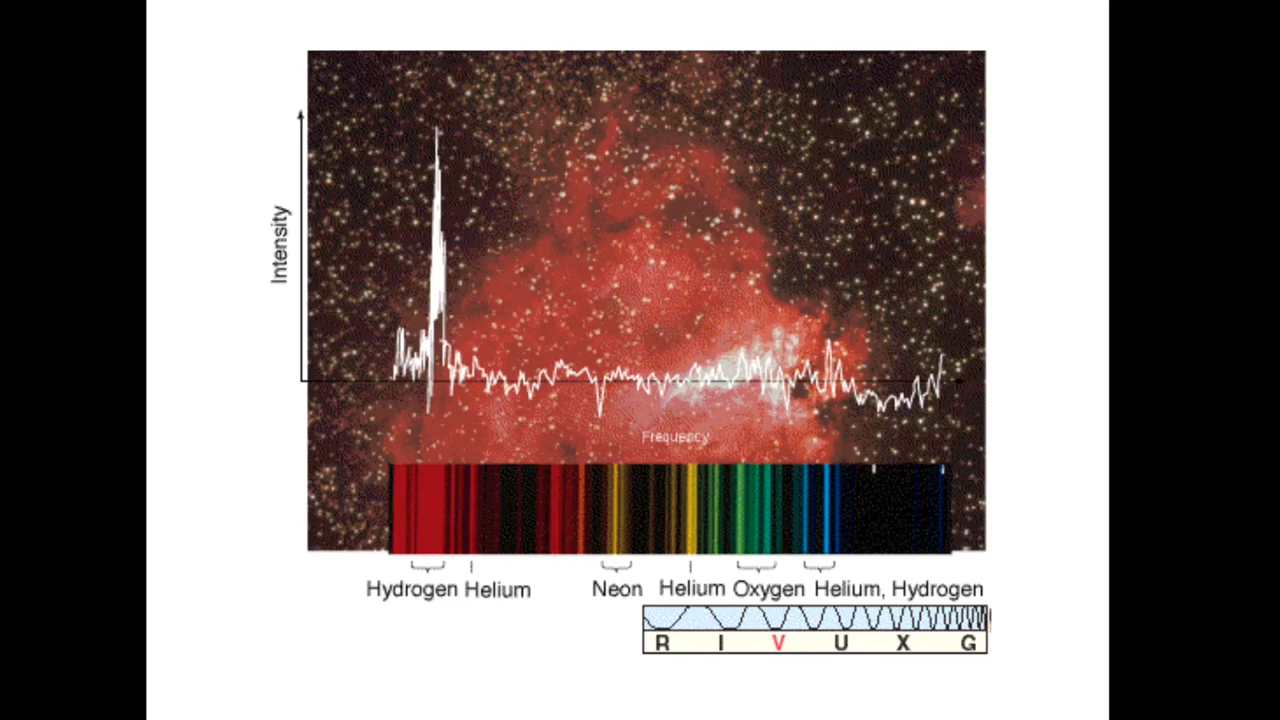 Intensity
Frequency
Hydrogen Helium Neon Helium Oxygen Helium, Hydrogen
R I V U X G